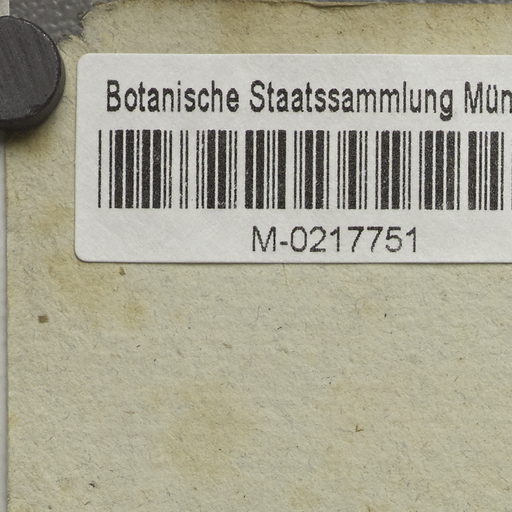 Botanische Staatssammlung Mün
M-0217751